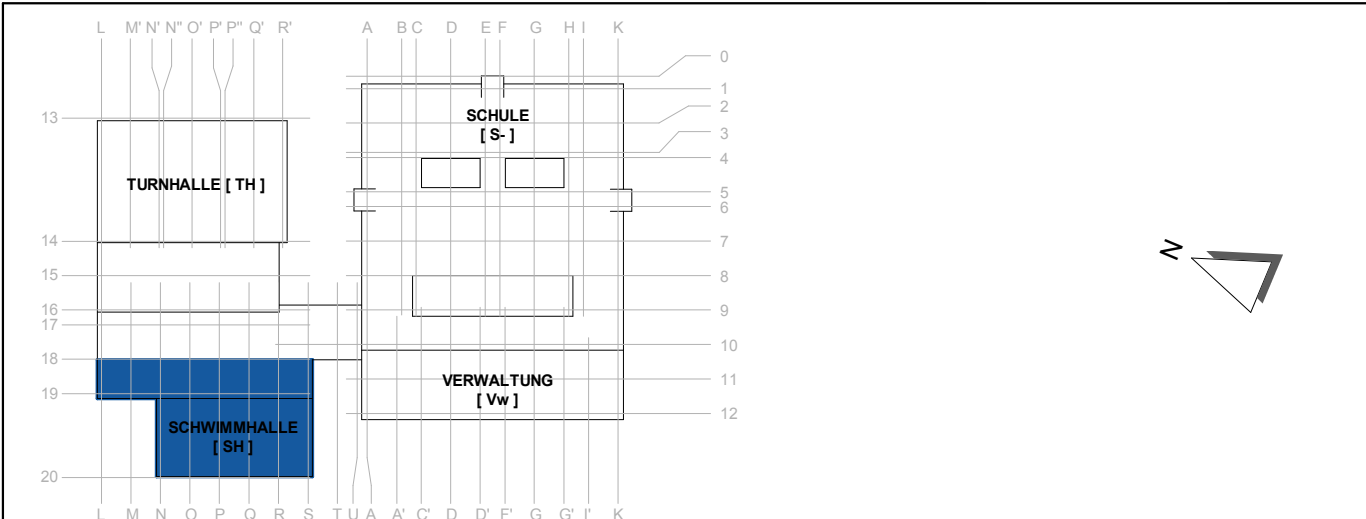 L M' N' N" O' P' P" Q' R' A B C D E F G H I K
0
1
2
3
4
5
6
7
8
9
10
11
12
13
14
15
16
17
18
19
20
SCHULE
[ S- ]
TURNHALLE [ TH ]
VERWALTUNG
[ Vw ]
SCHWIMMHALLE
[ SH ]
N
L M N O P Q R S T U A A' C' D D' F' G G' I' K